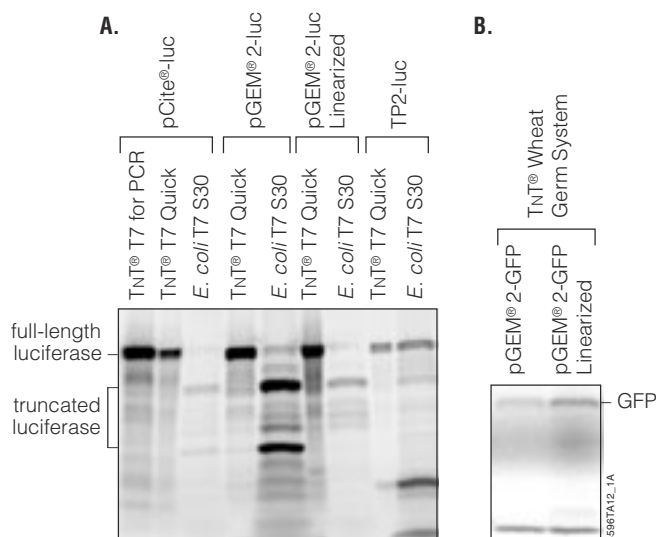 A.
pCite®-luc
pGEM® 2-luc
pGEM® 2-luc
Linearized
TP2-luc
TNT® T7 for PCR
TNT® T7 Quick
E. coli T7 S30
TNT® T7 Quick
E. coli T7 S30
TNT® T7 Quick
E. coli T7 S30
TNT® T7 Quick
E. coli T7 S30
full-length
luciferase
truncated
luciferase
B.
TNT® Wheat
Germ System
pGEM® 2-GFP
pGEM® 2-GFP
Linearized
GFP
596TA12_1A